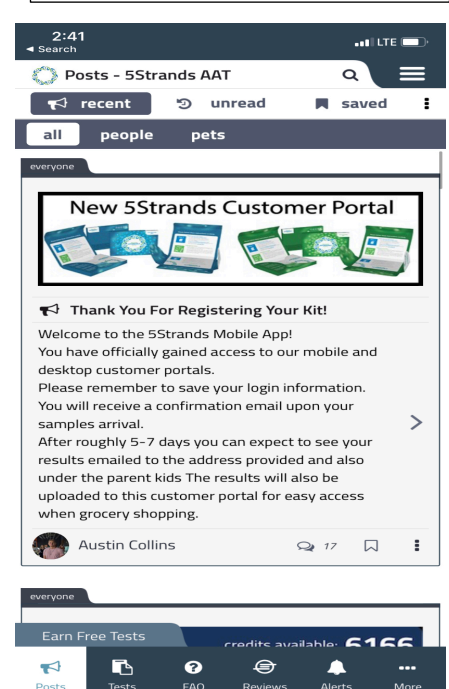 2:41
Search
LTE
Posts - 5Strands AAT
recent unread saved
all people pets
everyone
New 5Strands Customer Portal
Thank You For Registering Your Kit!
Welcome to the 5Strands Mobile App!
You have officially gained access to our mobile and
desktop customer portals.
Please remember to save your login information.
You will receive a confirmation email upon your
samples arrival.
After roughly 5-7 days you can expect to see your
results emailed to the address provided and also
under the parent kids The results will also be
uploaded to this customer portal for easy access
when grocery shopping.
Austin Collins 17
everyone
Earn Free Tests
credits available: 6166
Posts Tests FAQ Reviews Alerts More